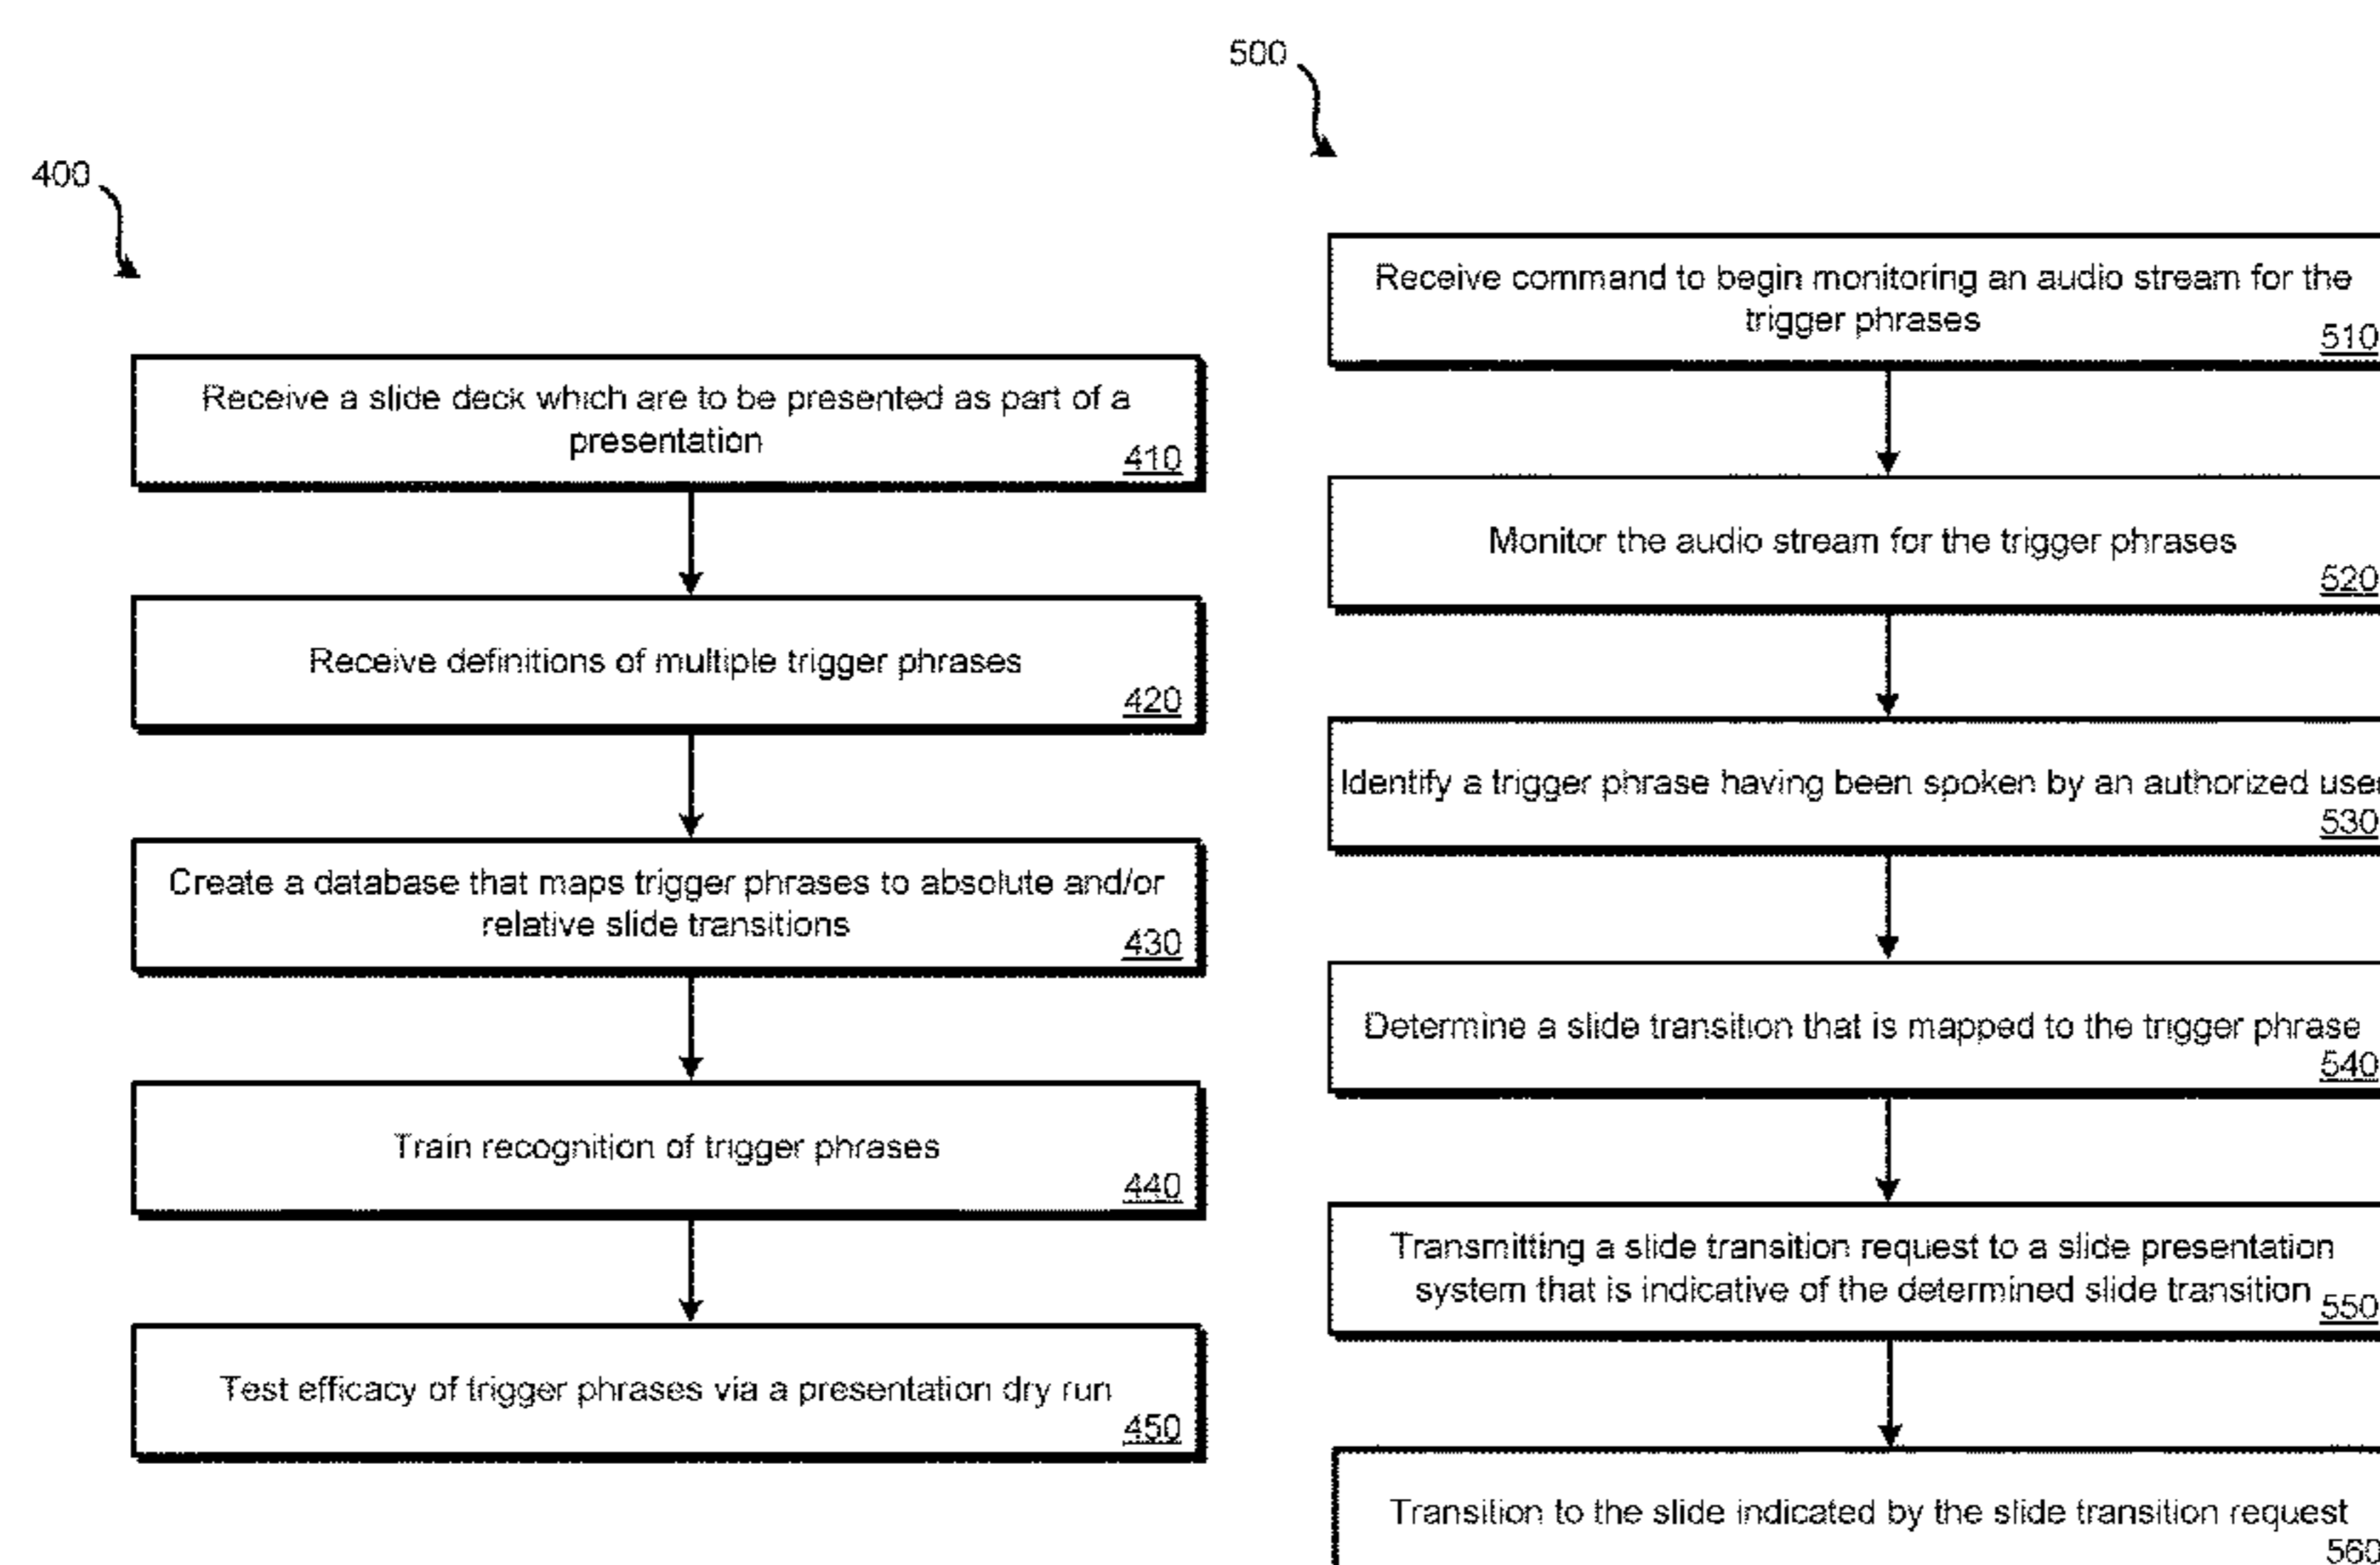 400
Receive a slide deck which are to be presented as part of a
presentation
410
Receive definitions of multiple trigger phrases
420
Create a database that maps trigger phrases to absolute and/or
relative slide transitions
430
Train recognition of trigger phrases
440
Test efficacy of trigger phrases via a presentation dry run
450
500
Receive command to begin monitoring an audio stream for the
trigger phrases
510
Monitor the audio stream for the trigger phrases
520
Identify a trigger phrase having been spoken by an authorized user
530
Determine a slide transition that is mapped to the trigger phrase
540
Transmitting a slide transition request to a slide presentation
system that is indicative of the determined slide transition
550
Transition to the slide indicated by the slide transition request
560